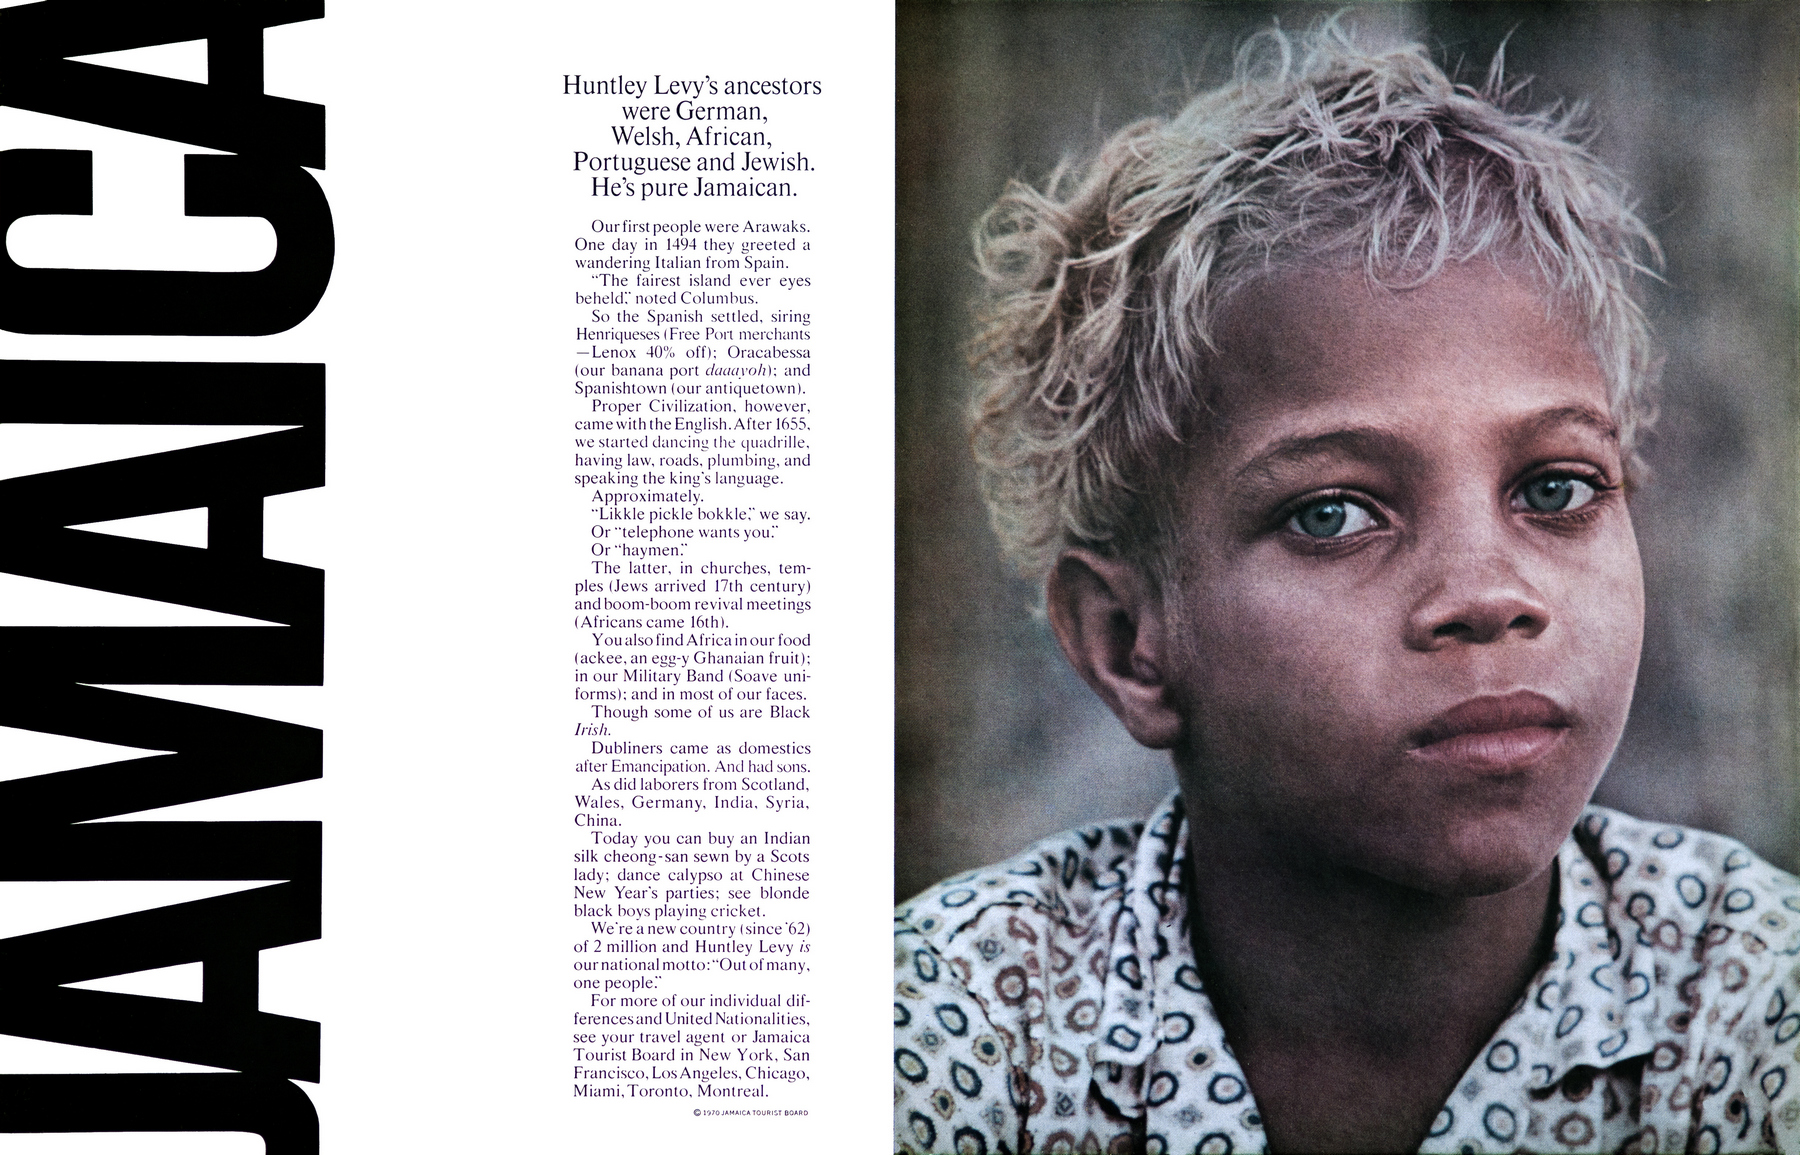 JAMAICA
Huntley Levy's ancestors
were German,
Welsh, African,
Portuguese and Jewish.
He's pure Jamaican.
Our first people were Arawaks.
One day in 1494 they greeted a
wandering Italian from Spain.
"The fairest island ever eyes
beheld," noted Columbus.
So the Spanish settled, siring
Henriqueses (Free Port merchants
—Lenox 40% off); Oracabessa
(our banana port daaayoh); and
Spanishtown (our antiquetown).
Proper Civilization, however,
came with the English. After 1655,
we started dancing the quadrille,
having law, roads, plumbing, and
speaking the king's language.
Approximately.
"Likkle pickle bokkle," we say.
Or "telephone wants you."
Or "haymen."
The latter, in churches, tem-
ples (Jews arrived 17th century)
and boom-boom revival meetings
(Africans came 16th).
You also find Africa in our food
(ackee, an egg-y Ghanaian fruit);
in our Military Band (Soave uni-
forms); and in most of our faces.
Though some of us are Black
Irish.
Dubliners came as domestics
after Emancipation. And had sons.
As did laborers from Scotland,
Wales, Germany, India, Syria,
China.
Today you can buy an Indian
silk cheong-san sewn by a Scots
lady; dance calypso at Chinese
New Year's parties; see blonde
black boys playing cricket.
We're a new country (since '62)
of 2 million and Huntley Levy is
our national motto: "Out of many,
one people."
For more of our individual dif-
ferences and United Nationalities,
see your travel agent or Jamaica
Tourist Board in New York, San
Francisco, Los Angeles, Chicago,
Miami, Toronto, Montreal.
© 1970 JAMAICA TOURIST BOARD